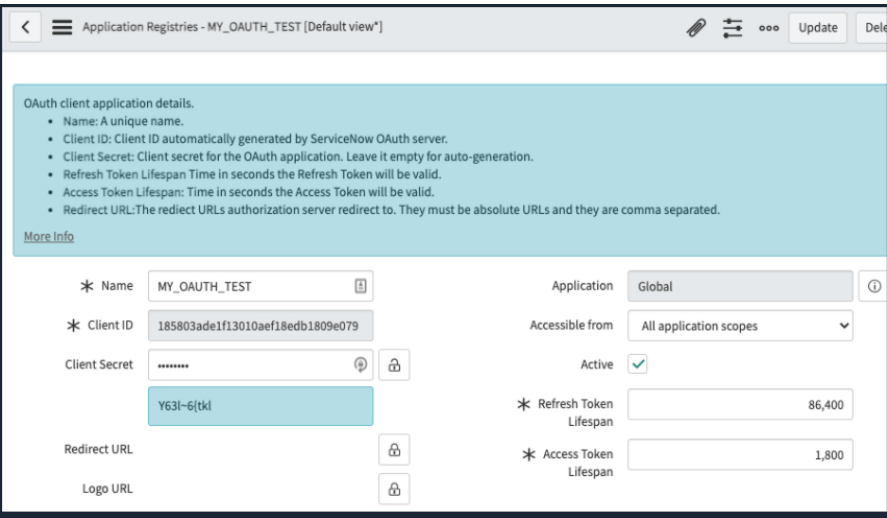 Application Registries - MY_OAUTH_TEST [Default view*]
Update
Dele
OAuth client application details.
• Name: A unique name.
• Client ID: Client ID automatically generated by ServiceNow OAuth server.
• Client Secret: Client secret for the OAuth application. Leave it empty for auto-generation.
• Refresh Token Lifespan Time in seconds the Refresh Token will be valid.
• Access Token Lifespan: Time in seconds the Access Token will be valid.
• Redirect URL:The rediect URLs authorization server redirect to. They must be absolute URLs and they are comma separated.
More Info
Name
MY_OAUTH_TEST
Client ID
185803ade1f13010aef18edb1809e079
Client Secret
••••••••
Y63l~6{tkl
Redirect URL
Logo URL
Application
Global
Accessible from
All application scopes
Active
Refresh Token
Lifespan
86,400
Access Token
Lifespan
1,800